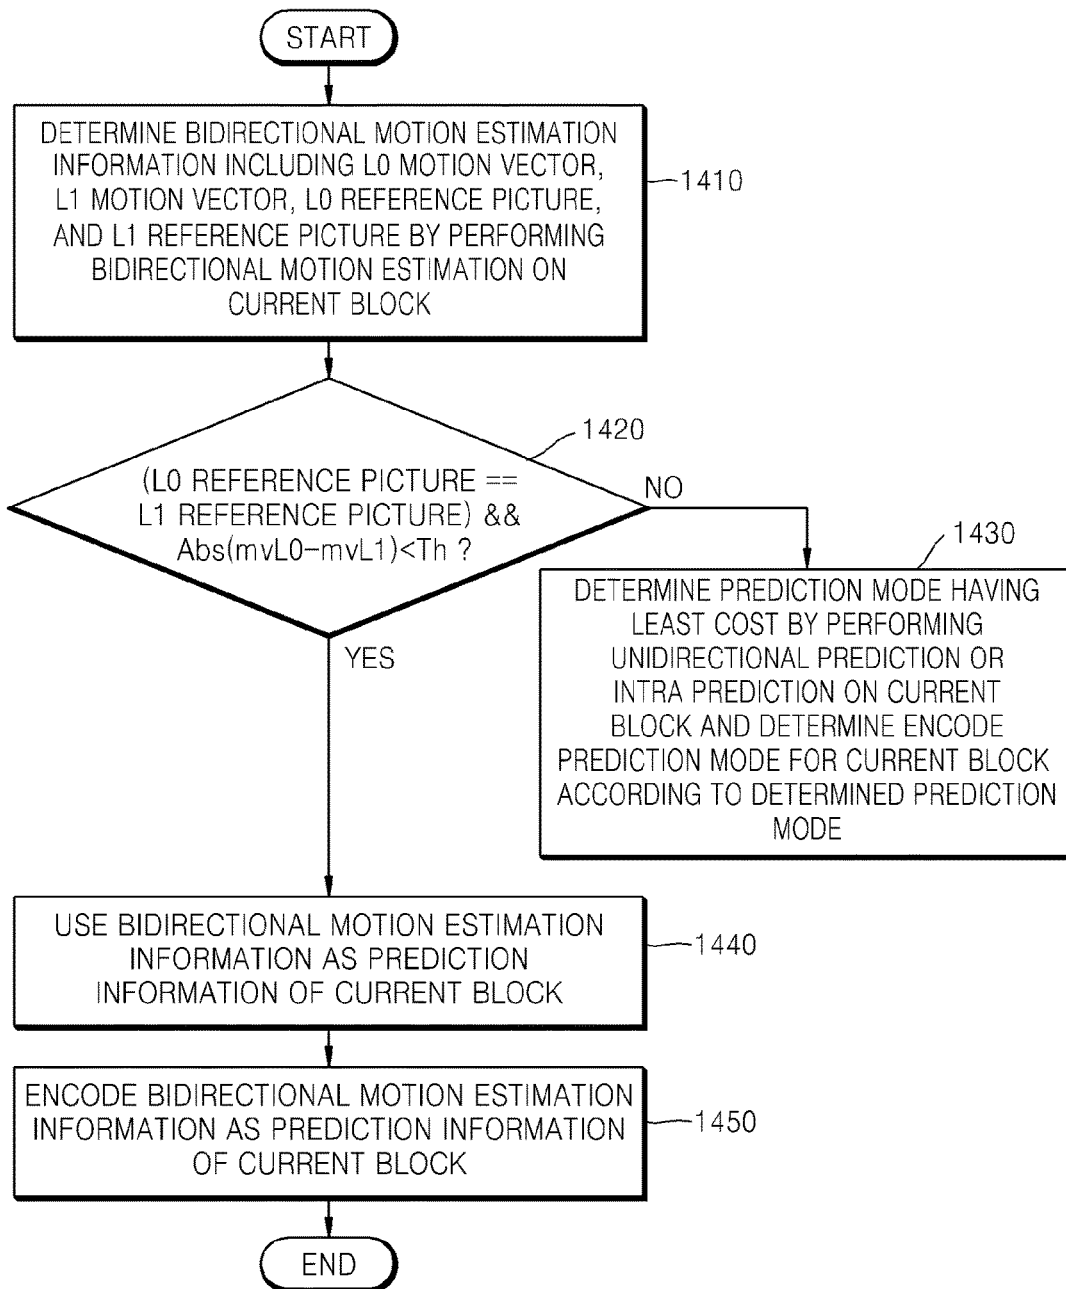 START
DETERMINE BIDIRECTIONAL MOTION ESTIMATION
INFORMATION INCLUDING L0 MOTION VECTOR,
L1 MOTION VECTOR, L0 REFERENCE PICTURE,
AND L1 REFERENCE PICTURE BY PERFORMING
BIDIRECTIONAL MOTION ESTIMATION ON
CURRENT BLOCK
1410
1420
(L0 REFERENCE PICTURE ==
L1 REFERENCE PICTURE) &&
Abs(mvL0-mvL1)<Th ?
NO
YES
1430
DETERMINE PREDICTION MODE HAVING
LEAST COST BY PERFORMING
UNIDIRECTIONAL PREDICTION OR
INTRA PREDICTION ON CURRENT
BLOCK AND DETERMINE ENCODE
PREDICTION MODE FOR CURRENT BLOCK
ACCORDING TO DETERMINED PREDICTION
MODE
USE BIDIRECTIONAL MOTION ESTIMATION
INFORMATION AS PREDICTION
INFORMATION OF CURRENT BLOCK
1440
ENCODE BIDIRECTIONAL MOTION ESTIMATION
INFORMATION AS PREDICTION INFORMATION
OF CURRENT BLOCK
1450
END